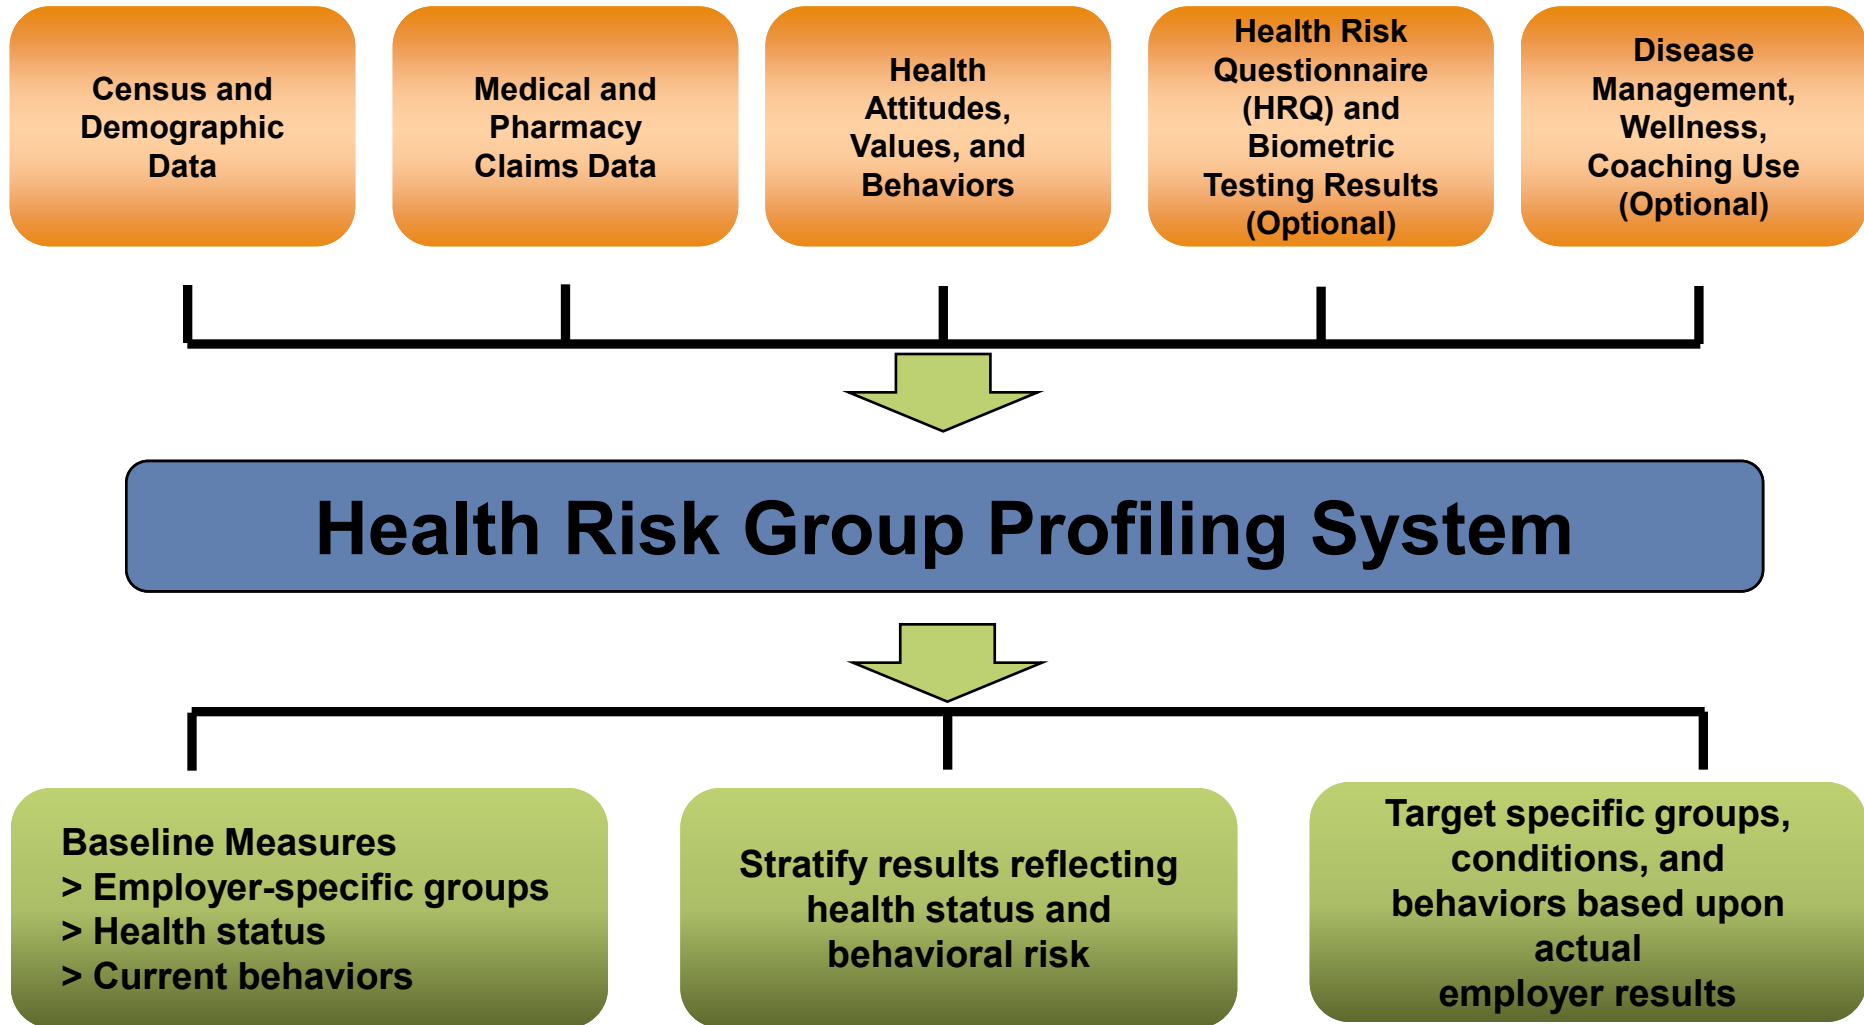 Census and
Demographic
Data
Medical and
Pharmacy
Claims Data
Health
Attitudes,
Values, and
Behaviors
Health Risk
Questionnaire
(HRQ) and
Biometric
Testing Results
(Optional)
Disease
Management,
Wellness,
Coaching Use
(Optional)
Health Risk Group Profiling System
Baseline Measures
> Employer-specific groups
> Health status
> Current behaviors
Stratify results reflecting
health status and
behavioral risk
Target specific groups,
conditions, and
behaviors based upon
actual
employer results